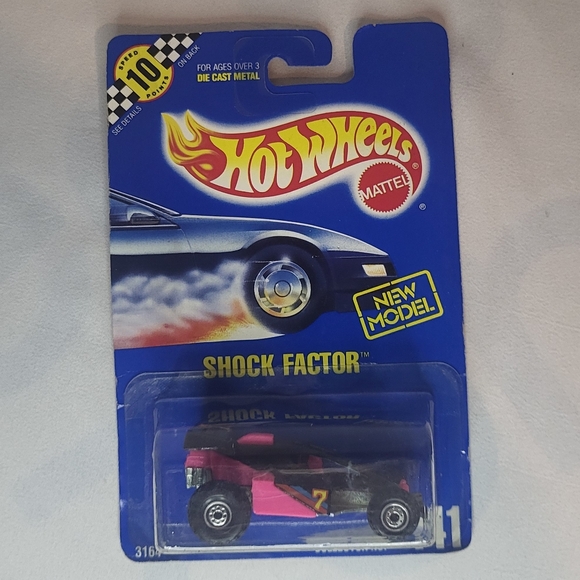 SPEED
10
POINTS
ON BACK
SEE DETAILS
FOR AGES OVER 3
DIE CAST METAL
HOT WHEELS®
MATTEL
®
NEW
MODEL
SHOCK FACTOR™
7